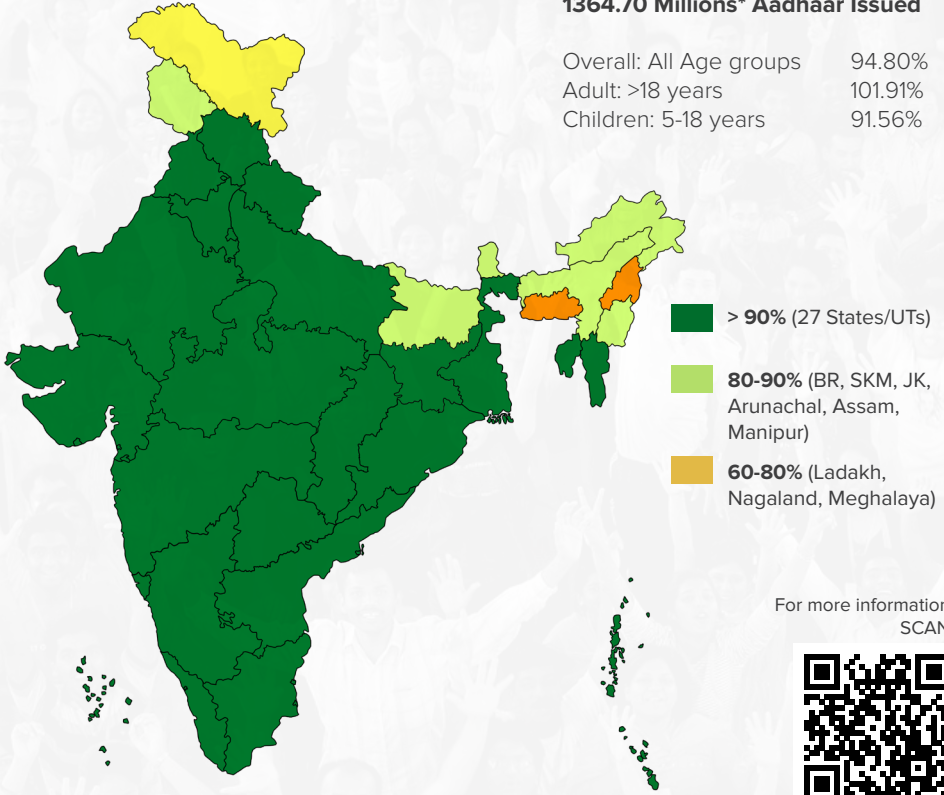 1364.70 Millions* Aadhaar Issued
Overall: All Age groups 94.80%
Adult: >18 years 101.91%
Children: 5-18 years 91.56%
> 90% (27 States/UTs)
80-90% (BR, SKM, JK,
Arunachal, Assam,
Manipur)
60-80% (Ladakh,
Nagaland, Meghalaya)
For more information
SCAN